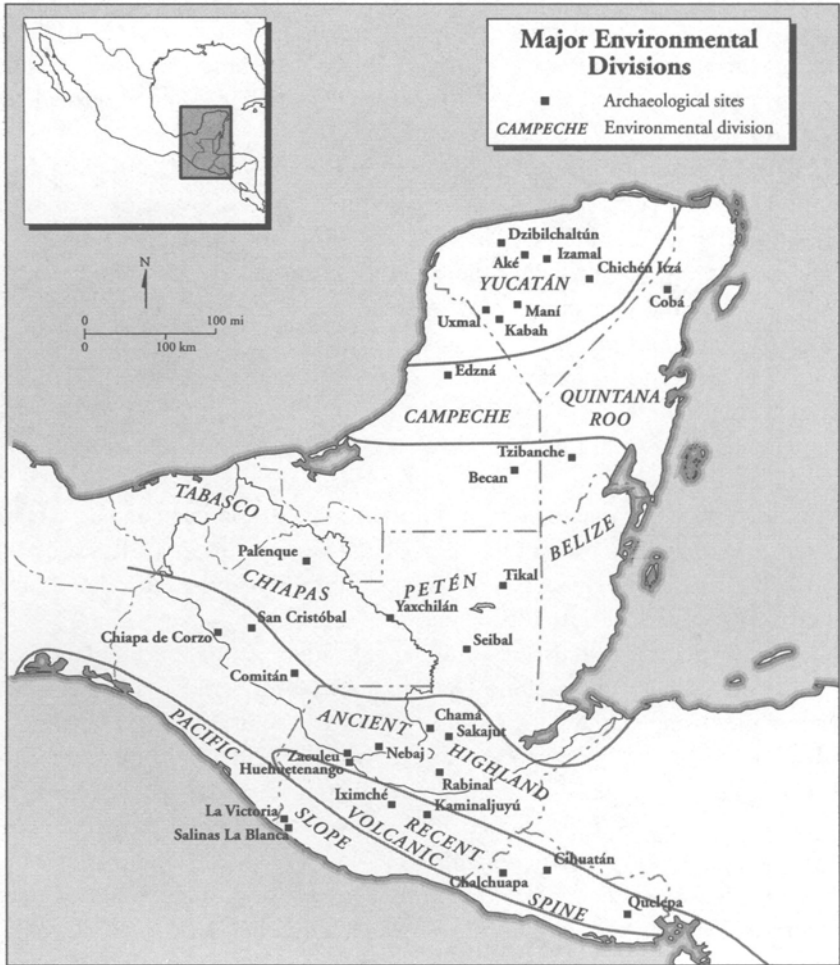 Major Environmental
Divisions
Archaeological sites
CAMPECHE Environmental division
N
0 100 mi
0 100 km
Dzibilchaltún
Aké
Izamal
Chichén Itzá
YUCATÁN
Cobá
Maní
Uxmal
Kabah
Edzná
CAMPECHE
QUINTANA
ROO
Tzibanche
Becan
TABASCO
BELIZE
Palenque
CHIAPAS
PETÉN
Tikal
Yaxchilán
San Cristóbal
Chiapa de Corzo
Seibal
Comitán
ANCIENT
Chamá
Sakajut
PACIFIC
HIGHLAND
Nebaj
Zaculeu
Huehuetenango
Rabinal
Iximché
Kaminaljuyú
La Victoria
RECENT
Salinas La Blanca
SLOPE
VOLCANIC
Cihuatán
Chalchuapa
SPINE
Quelépa